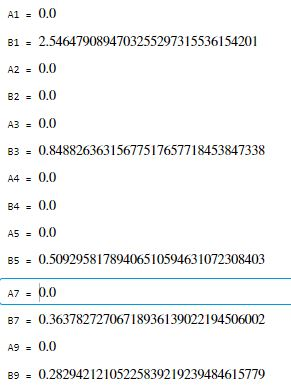 A1 = 0.0
B1 = 2.5464790894703255297315536154201
A2 = 0.0
B2 = 0.0
A3 = 0.0
B3 = 0.84882636315677517657718453847338
A4 = 0.0
B4 = 0.0
A5 = 0.0
B5 = 0.50929581789406510594631072308403
A7 = 0.0
B7 = 0.36378272706718936139022194506002
A9 = 0.0
B9 = 0.28294212105225839219239484615779